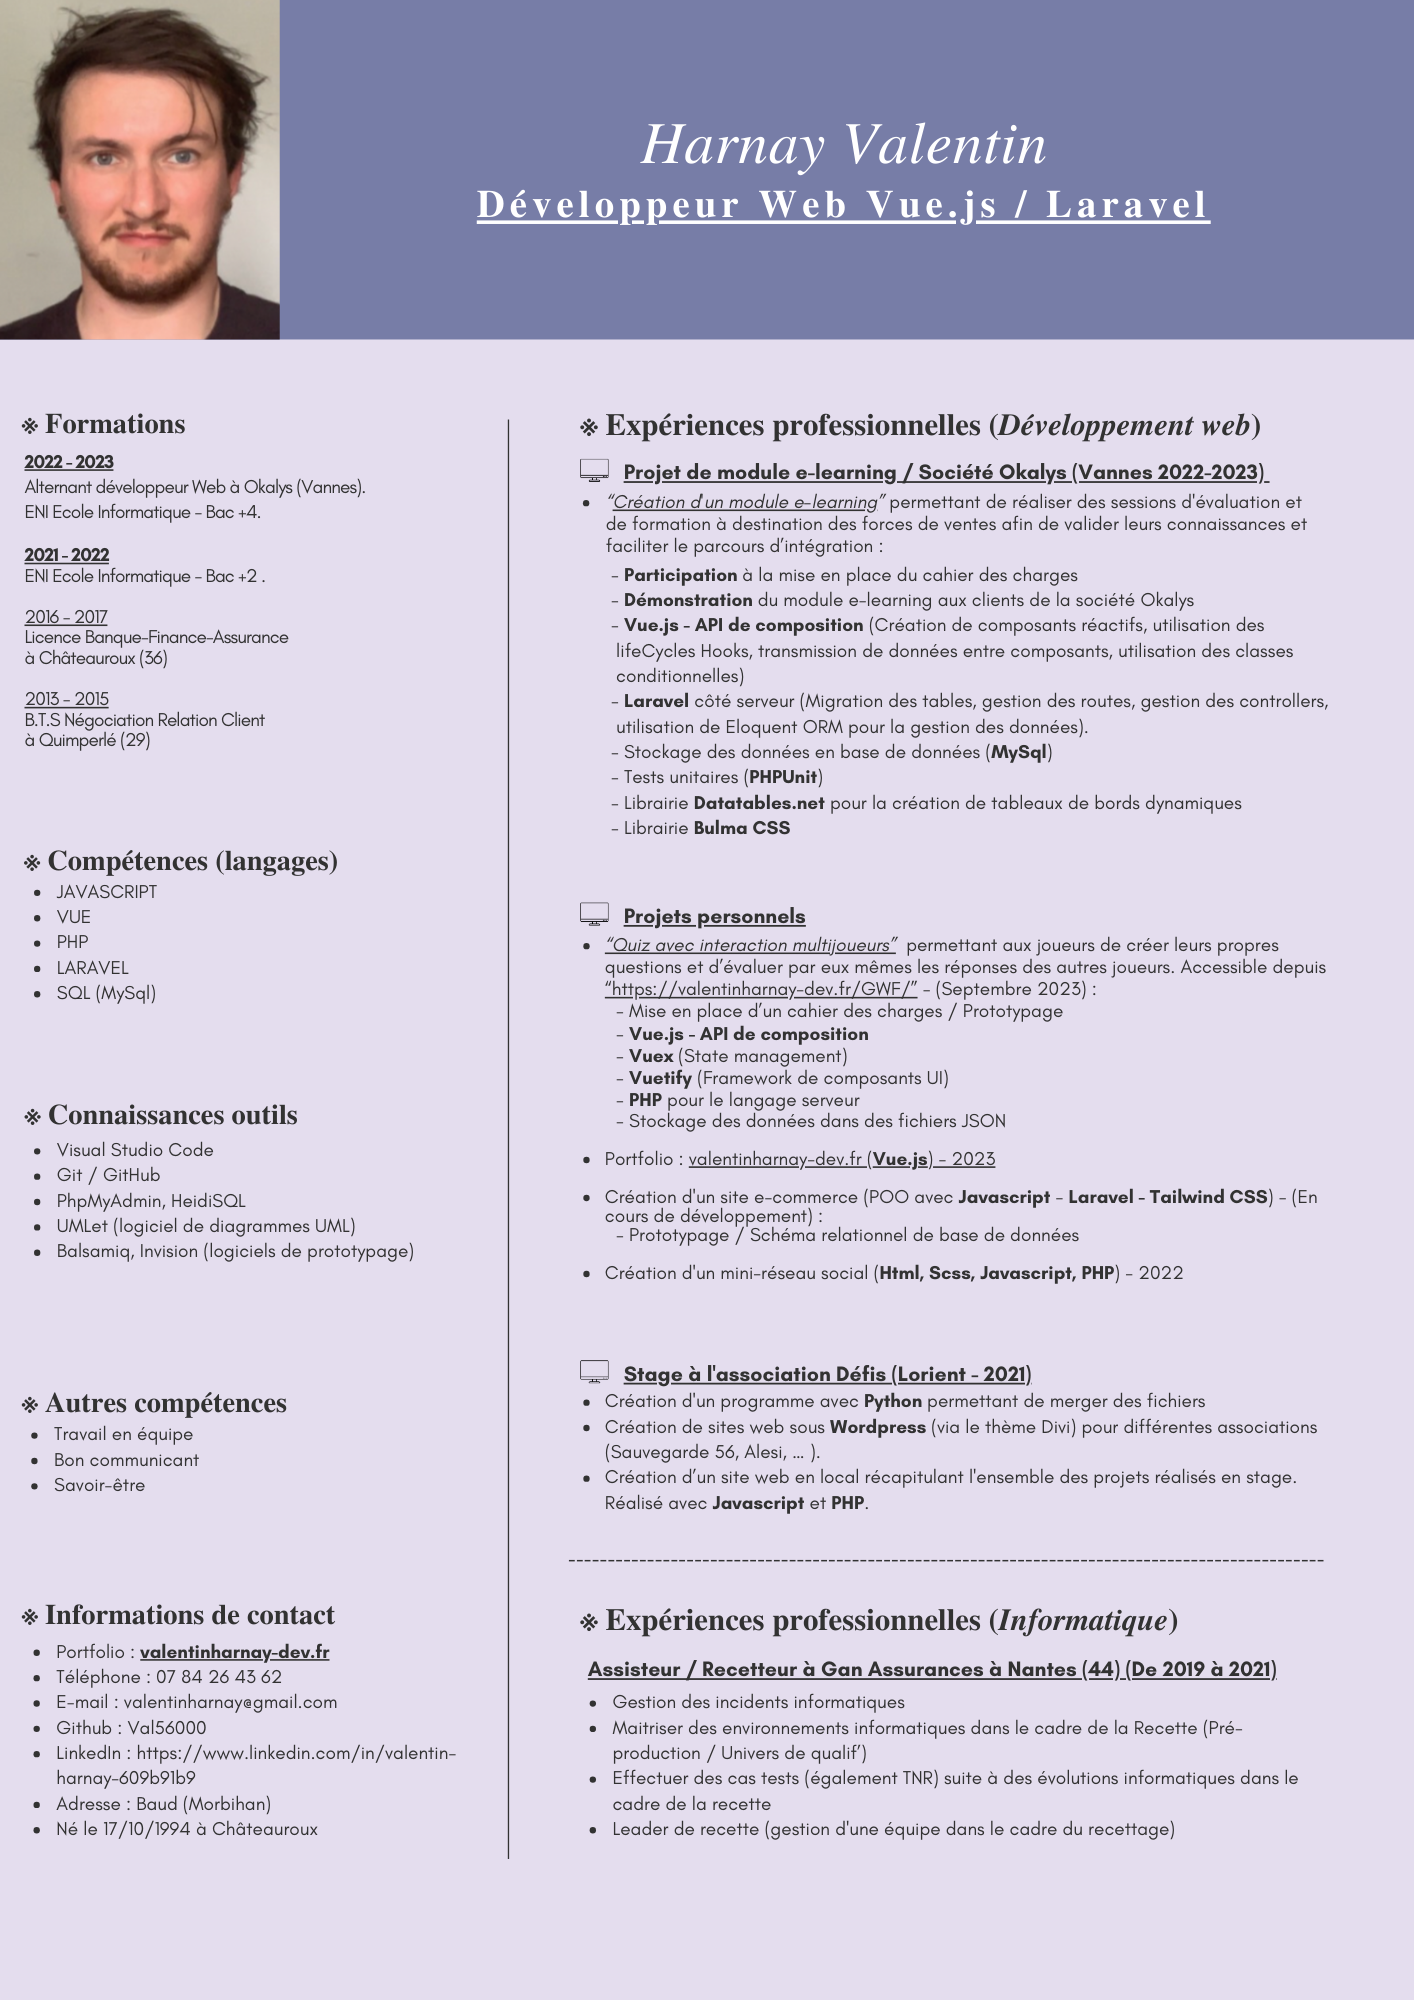 Harnay Valentin
Développeur Web Vue.js / Laravel
※ Formations
2022 - 2023
Alternant développeur Web à Okalys (Vannes).
ENI Ecole Informatique - Bac +4.
2021 - 2022
ENI Ecole Informatique - Bac +2 .
2016 - 2017
Licence Banque-Finance-Assurance
à Châteauroux (36)
2013 - 2015
B.T.S Négociation Relation Client
à Quimperlé (29)
※ Compétences (langages)
• JAVASCRIPT
• VUE
• PHP
• LARAVEL
• SQL (MySql)
※ Connaissances outils
• Visual Studio Code
• Git / GitHub
• PhpMyAdmin, HeidiSQL
• UMLet (logiciel de diagrammes UML)
• Balsamiq, Invision (logiciels de prototypage)
※ Autres compétences
• Travail en équipe
• Bon communicant
• Savoir-être
※ Informations de contact
• Portfolio : valentinharnay-dev.fr
• Téléphone : 07 84 26 43 62
• E-mail : valentinharnay@gmail.com
• Github : Val56000
• LinkedIn : https://www.linkedin.com/in/valentin-
harnay-609b91b9
• Adresse : Baud (Morbihan)
• Né le 17/10/1994 à Châteauroux
※ Expériences professionnelles (Développement web)
Projet de module e-learning / Société Okalys (Vannes 2022-2023)
• “Création d'un module e-learning” permettant de réaliser des sessions d'évaluation et
de formation à destination des forces de ventes afin de valider leurs connaissances et
faciliter le parcours d’intégration :
- Participation à la mise en place du cahier des charges
- Démonstration du module e-learning aux clients de la société Okalys
- Vue.js - API de composition (Création de composants réactifs, utilisation des
lifeCycles Hooks, transmission de données entre composants, utilisation des classes
conditionnelles)
- Laravel côté serveur (Migration des tables, gestion des routes, gestion des controllers,
utilisation de Eloquent ORM pour la gestion des données).
- Stockage des données en base de données (MySql)
- Tests unitaires (PHPUnit)
- Librairie Datatables.net pour la création de tableaux de bords dynamiques
- Librairie Bulma CSS
Projets personnels
• “Quiz avec interaction multijoueurs” permettant aux joueurs de créer leurs propres
questions et d’évaluer par eux mêmes les réponses des autres joueurs. Accessible depuis
“https://valentinharnay-dev.fr/GWF/” - (Septembre 2023) :
- Mise en place d’un cahier des charges / Prototypage
- Vue.js - API de composition
- Vuex (State management)
- Vuetify (Framework de composants UI)
- PHP pour le langage serveur
- Stockage des données dans des fichiers JSON
• Portfolio : valentinharnay-dev.fr (Vue.js) - 2023
• Création d'un site e-commerce (POO avec Javascript - Laravel - Tailwind CSS) - (En
cours de développement) :
- Prototypage / Schéma relationnel de base de données
• Création d'un mini-réseau social (Html, Scss, Javascript, PHP) - 2022
Stage à l'association Défis (Lorient - 2021)
• Création d'un programme avec Python permettant de merger des fichiers
• Création de sites web sous Wordpress (via le thème Divi) pour différentes associations
(Sauvegarde 56, Alesi, ... ).
• Création d’un site web en local récapitulant l'ensemble des projets réalisés en stage.
Réalisé avec Javascript et PHP.
※ Expériences professionnelles (Informatique)
Assisteur / Recetteur à Gan Assurances à Nantes (44) (De 2019 à 2021)
• Gestion des incidents informatiques
• Maitriser des environnements informatiques dans le cadre de la Recette (Pré-
production / Univers de qualif’)
• Effectuer des cas tests (également TNR) suite à des évolutions informatiques dans le
cadre de la recette
• Leader de recette (gestion d'une équipe dans le cadre du recettage)